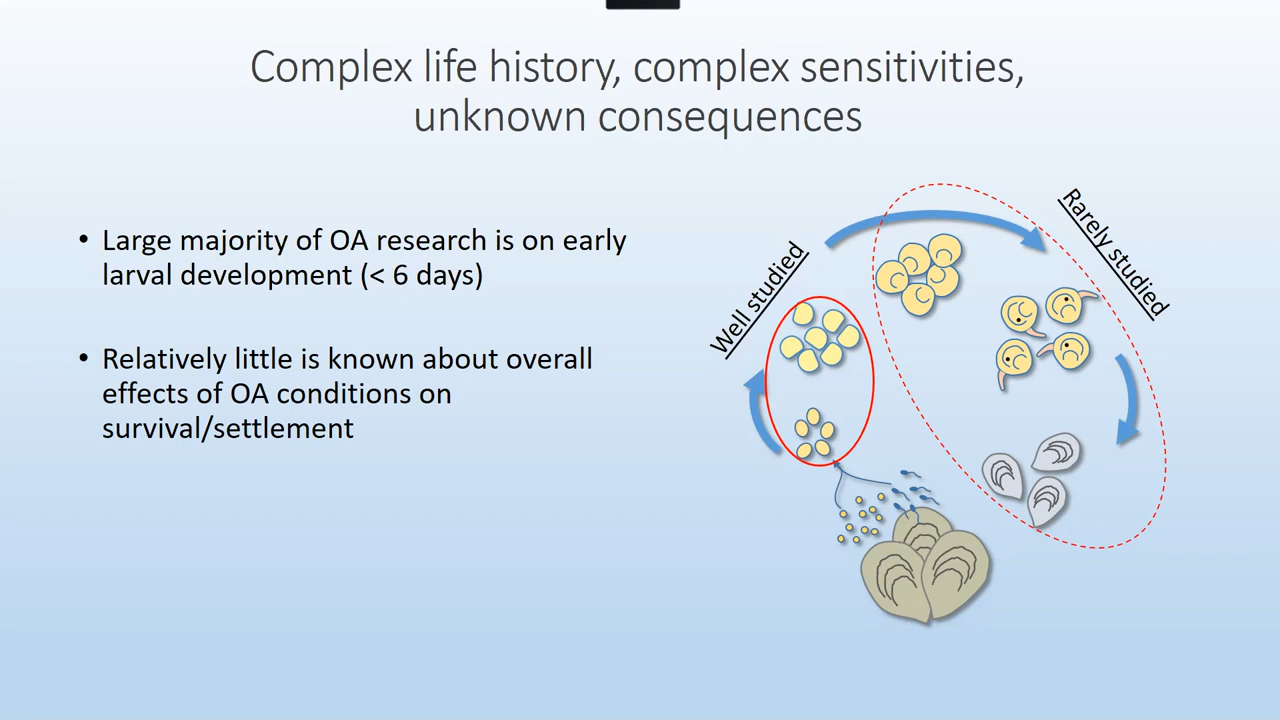 Complex life history, complex sensitivities,
unknown consequences
• Large majority of OA research is on early
larval development (< 6 days)
• Relatively little is known about overall
effects of OA conditions on
survival/settlement
Well studied
Rarely studied